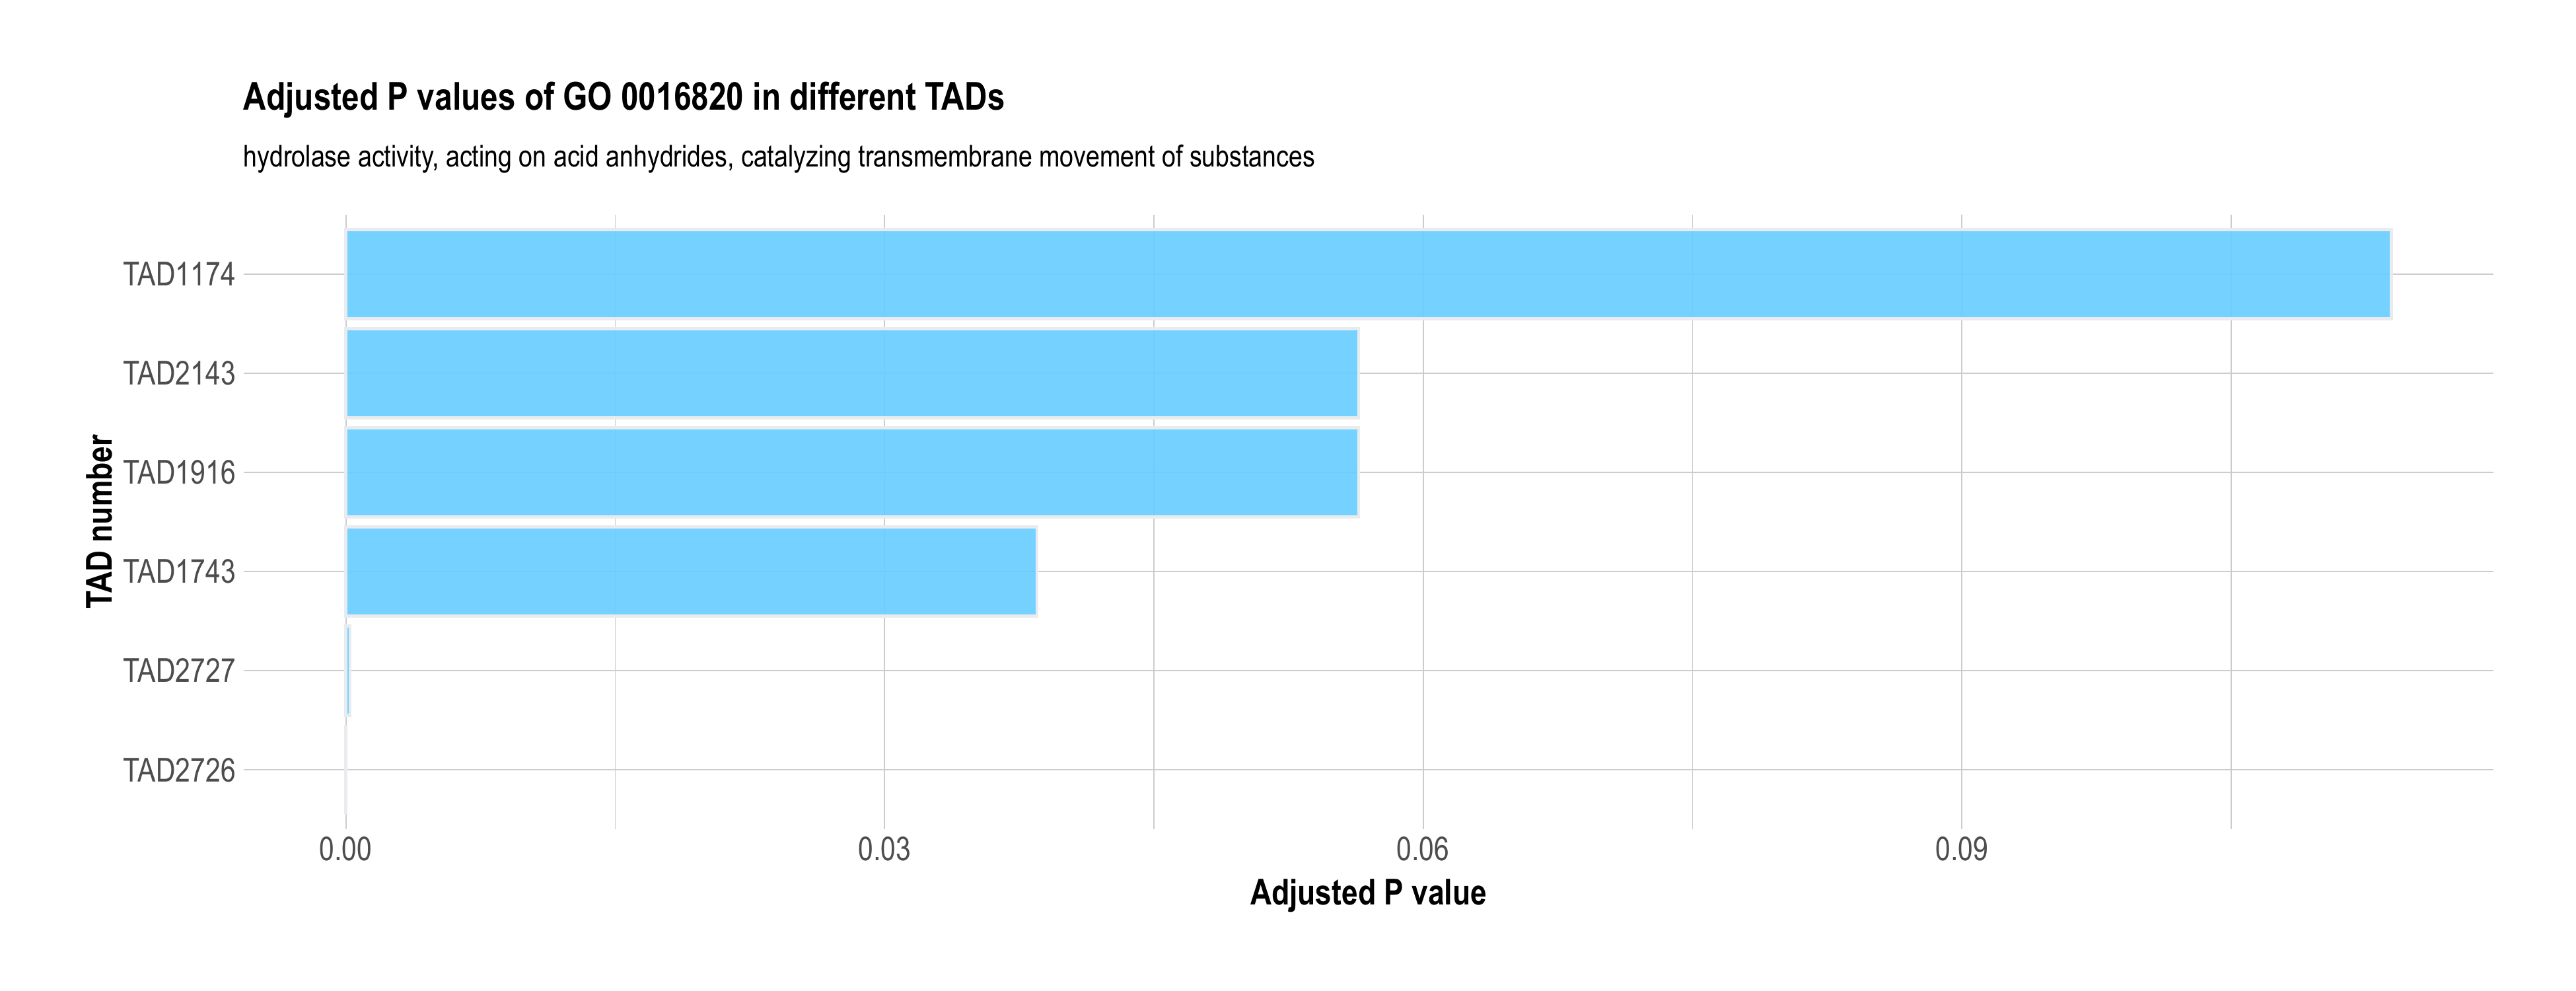 Adjusted P values of GO 0016820 in different TADs
hydrolase activity, acting on acid anhydrides, catalyzing transmembrane movement of substances
TAD number
TAD1174
TAD2143
TAD1916
TAD1743
TAD2727
TAD2726
0.00 0.03 0.06 0.09
Adjusted P value